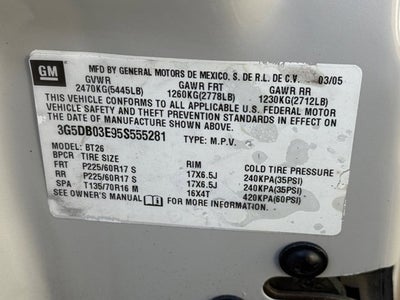 GM MFD BY GENERAL MOTORS DE MEXICO, S. DE R.L. DE C.V. 03/05
GVWR GAWR FRT GAWR RR
2470KG(5445LB) 1260KG(2778LB) 1230KG(2712LB)
THIS VEHICLE CONFORMS TO ALL APPLICABLE U.S. FEDERAL MOTOR
VEHICLE SAFETY AND THEFT PREVENTION STANDARDS IN EFFECT ON
THE DATE OF MANUFACTURE SHOWN ABOVE.
3G5DB03E95S555281 TYPE: M.P.V.
MODEL: BT26
BPCR TIRE SIZE RIM COLD TIRE PRESSURE
FRT P225/60R17 S 17X6.5J 240KPA(35PSI)
RR P225/60R17 S 17X6.5J 240KPA(35PSI)
SPA T135/70R16 M 16X4T 420KPA(60PSI)
SEE OWNER'S MANUAL FOR MORE INFORMATION